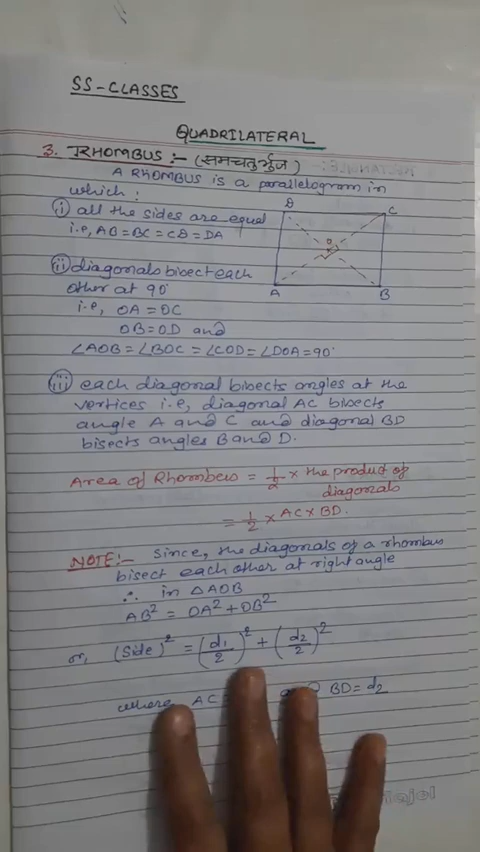 SS-CLASSES
QUADRILATERAL
3. RHOMBUS:- (समचतुर्भुज)
A RHOMBUS is a parallelogram in
which:
(i) all the sides are equal
i.e, AB=BC=CD=DA
D
C
O
A
B
(ii) diagonals bisect each
other at 90°
i.e, OA=OC
OB=OD and
∠AOB=∠BOC=∠COD=∠DOA=90°
(iii) each diagonal bisects angles at the
vertices i.e, diagonal AC bisects
angle A and C and diagonal BD
bisects angles B and D.
Area of Rhombus = 1/2 × the product of
diagonals
= 1/2 × AC × BD.
NOTE:- Since, the diagonals of a rhombus
bisect each other at right angle
∴ in △AOB
AB² = OA²+OB²
or, (Side)² = (d₁/2)² + (d₂/2)²
where AC BD= d₂